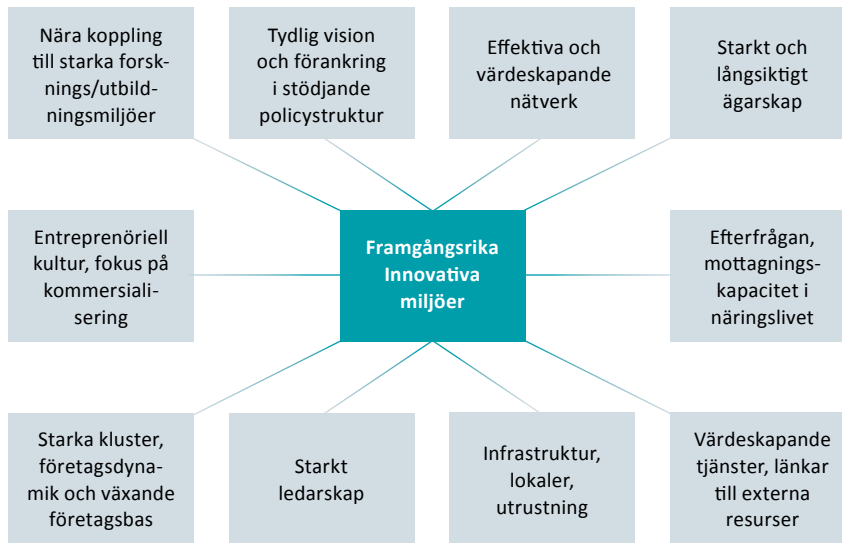 Nära koppling
till starka forsk-
nings/utbild-
ningsmiljöer
Tydlig vision
och förankring
i stödjande
policystruktur
Effektiva och
värdeskapande
nätverk
Starkt och
långsiktigt
ägarskap
Entreprenöriell
kultur, fokus på
kommersiali-
sering
Framgångsrika
Innovativa
miljöer
Efterfrågan,
mottagnings-
kapacitet i
näringslivet
Starka kluster,
företagsdyna-
mik och växande
företagsbas
Starkt
ledarskap
Infrastruktur,
lokaler,
utrustning
Värdeskapande
tjänster, länkar
till externa
resurser